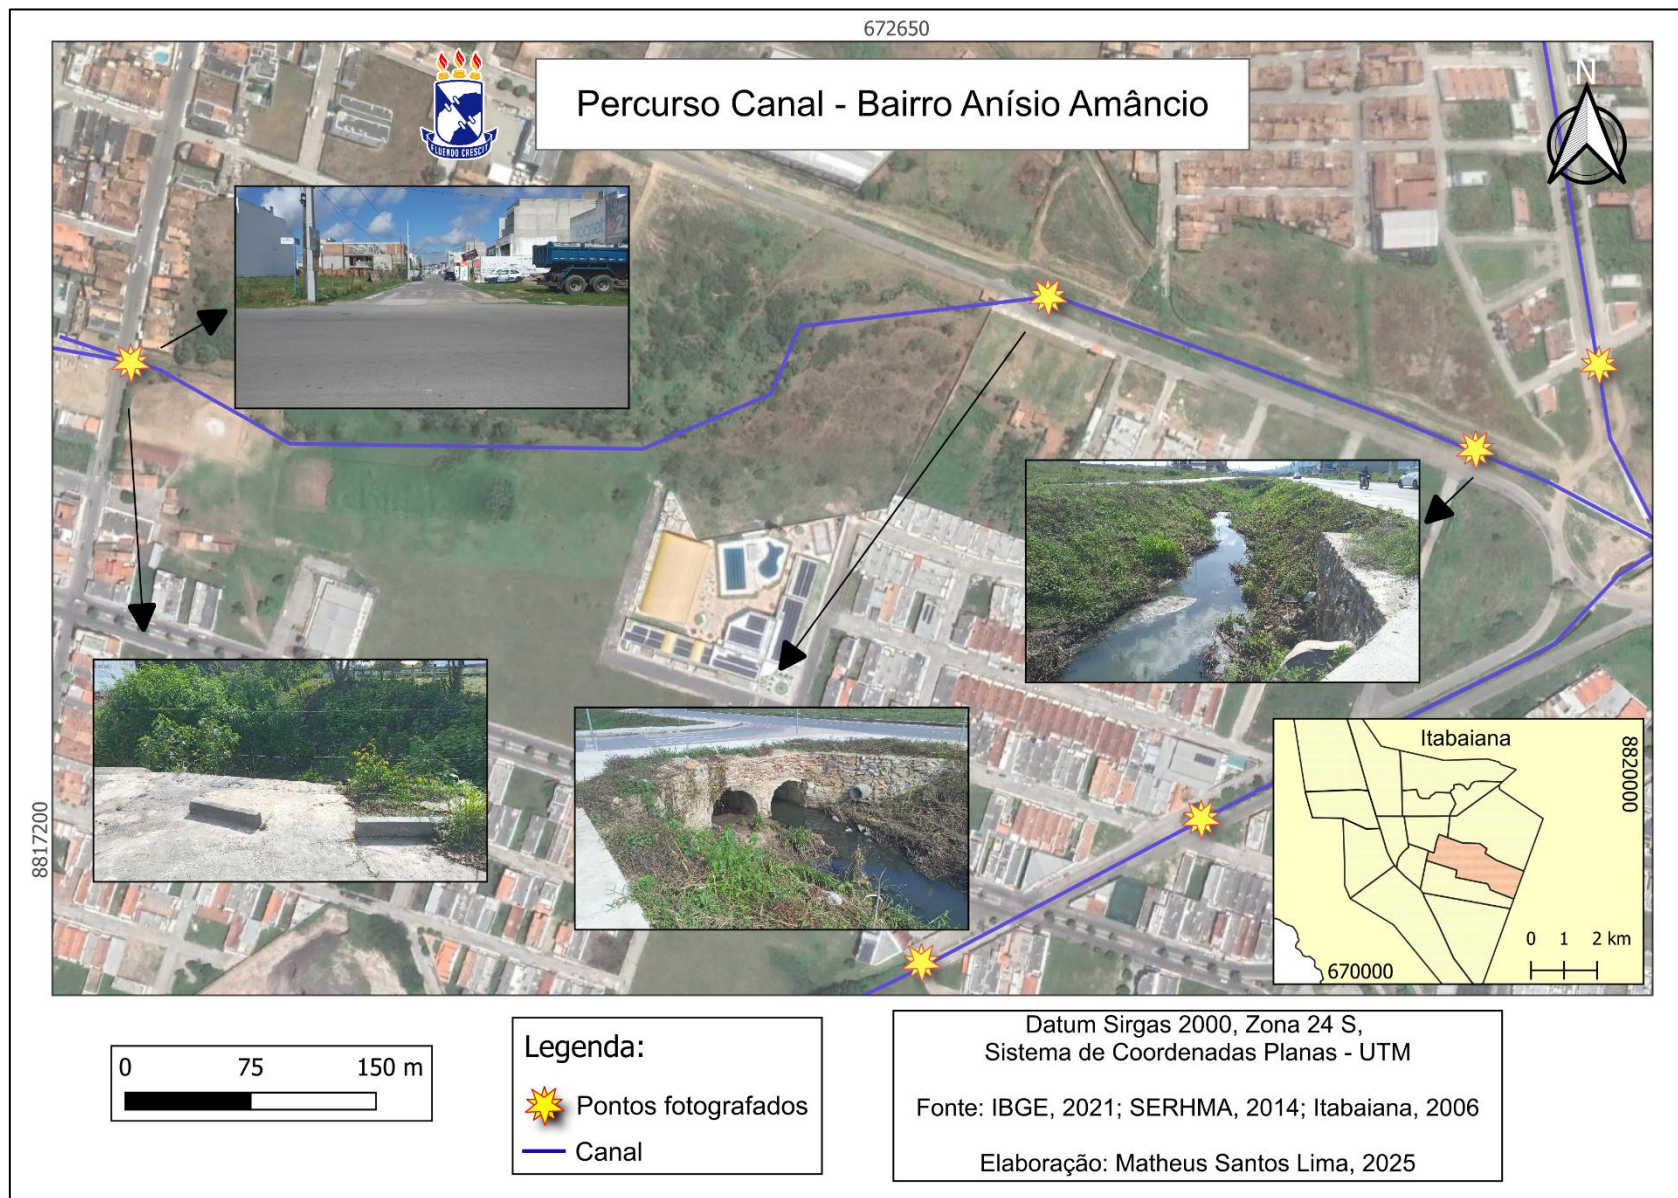 672650
N
FLUENDO CRESCIT
Percurso Canal - Bairro Anísio Amâncio
8817200
Itabaiana
8820000
0 1 2 km
670000
0 75 150 m
Legenda:
Pontos fotografados
Canal
Datum Sirgas 2000, Zona 24 S,
Sistema de Coordenadas Planas - UTM
Fonte: IBGE, 2021; SERHMA, 2014; Itabaiana, 2006
Elaboração: Matheus Santos Lima, 2025